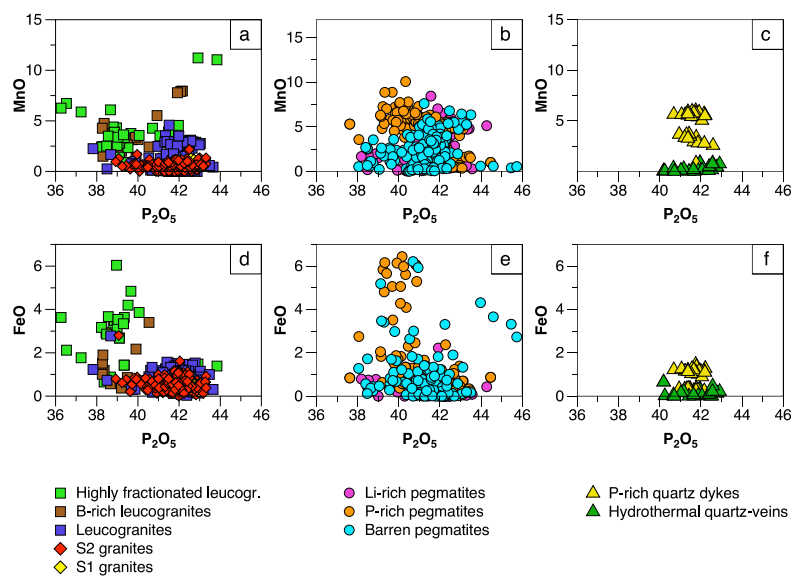 a
b
c
15
10
5
0
MnO
36 38 40 42 44 46
P₂O₅
15
10
5
0
MnO
36 38 40 42 44 46
P₂O₅
15
10
5
0
MnO
36 38 40 42 44 46
P₂O₅
d
e
f
6
4
2
0
FeO
36 38 40 42 44 46
P₂O₅
6
4
2
0
FeO
36 38 40 42 44 46
P₂O₅
6
4
2
0
FeO
36 38 40 42 44 46
P₂O₅
Highly fractionated leucogr.
B-rich leucogranites
Leucogranites
S2 granites
S1 granites
Li-rich pegmatites
P-rich pegmatites
Barren pegmatites
P-rich quartz dykes
Hydrothermal quartz-veins